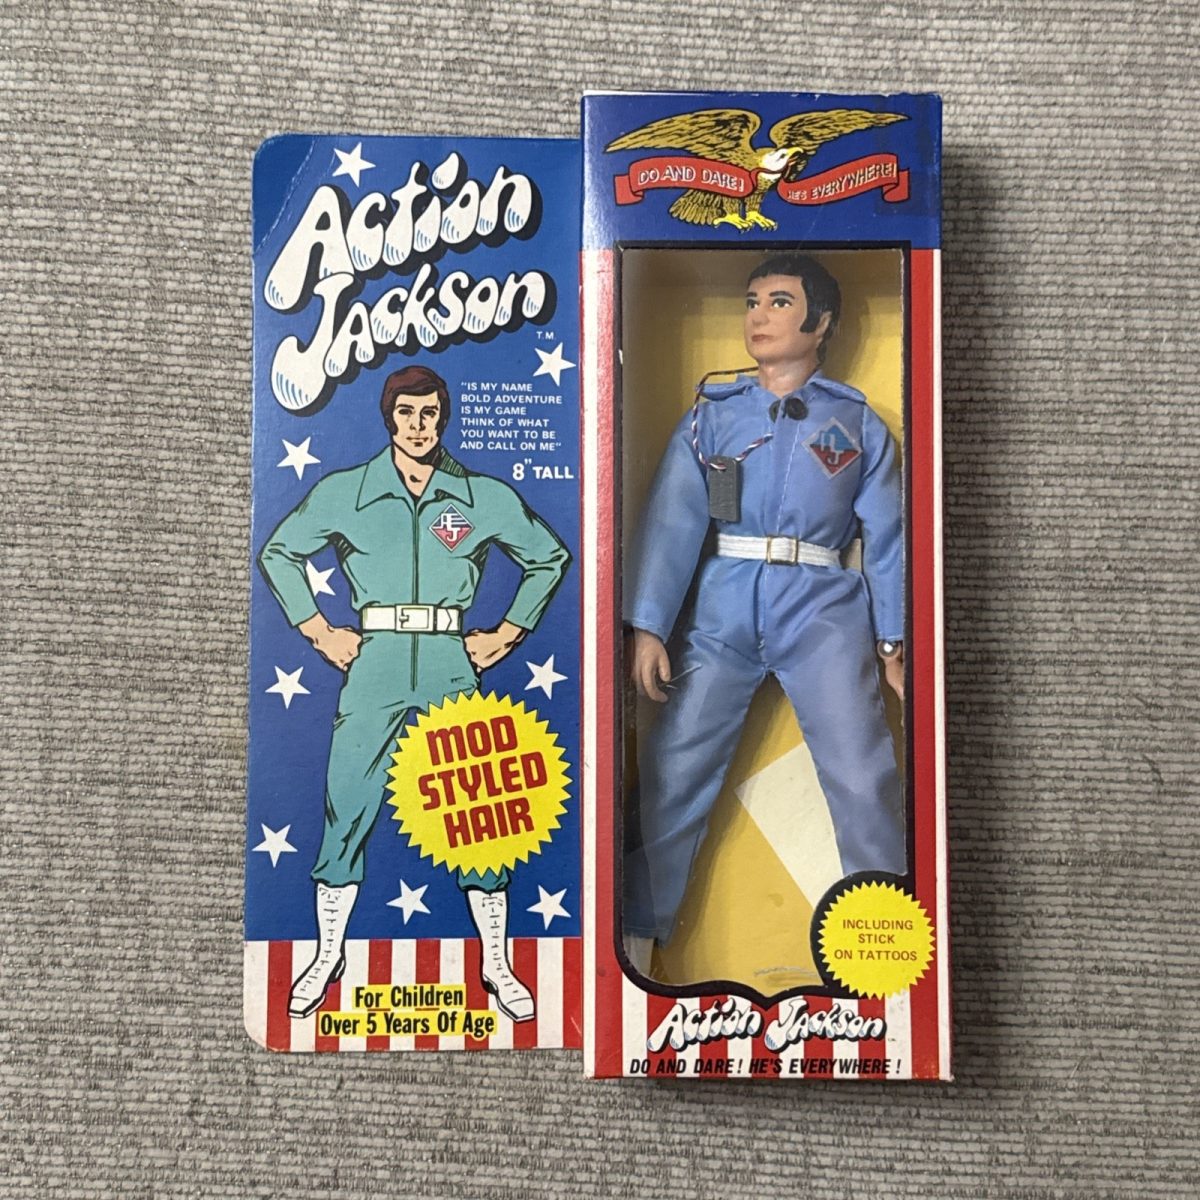 Action
Jackson
T.M.
"IS MY NAME
BOLD ADVENTURE
IS MY GAME
THINK OF WHAT
YOU WANT TO BE
AND CALL ON ME"
8" TALL
AEJ
MOD
STYLED
HAIR
For Children
Over 5 Years Of Age
DO AND DARE! HE'S EVERYWHERE!
AJ
INCLUDING
STICK
ON TATTOOS
Action Jackson
DO AND DARE! HE'S EVERYWHERE!